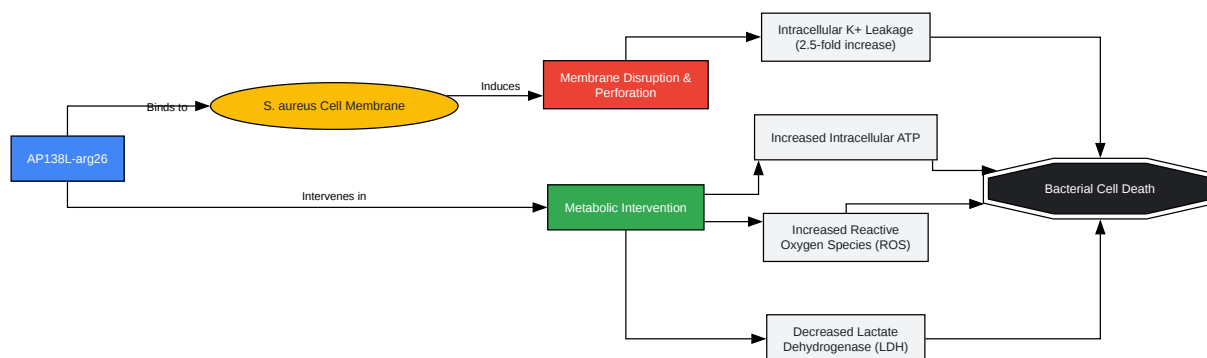 Intracellular K+ Leakage
(2.5-fold increase)
Membrane Disruption &
Perforation
Induces
S. aureus Cell Membrane
Binds to
Increased Intracellular ATP
AP138L-arg26
Bacterial Cell Death
Intervenes in
Metabolic Intervention
Increased Reactive
Oxygen Species (ROS)
Decreased Lactate
Dehydrogenase (LDH)